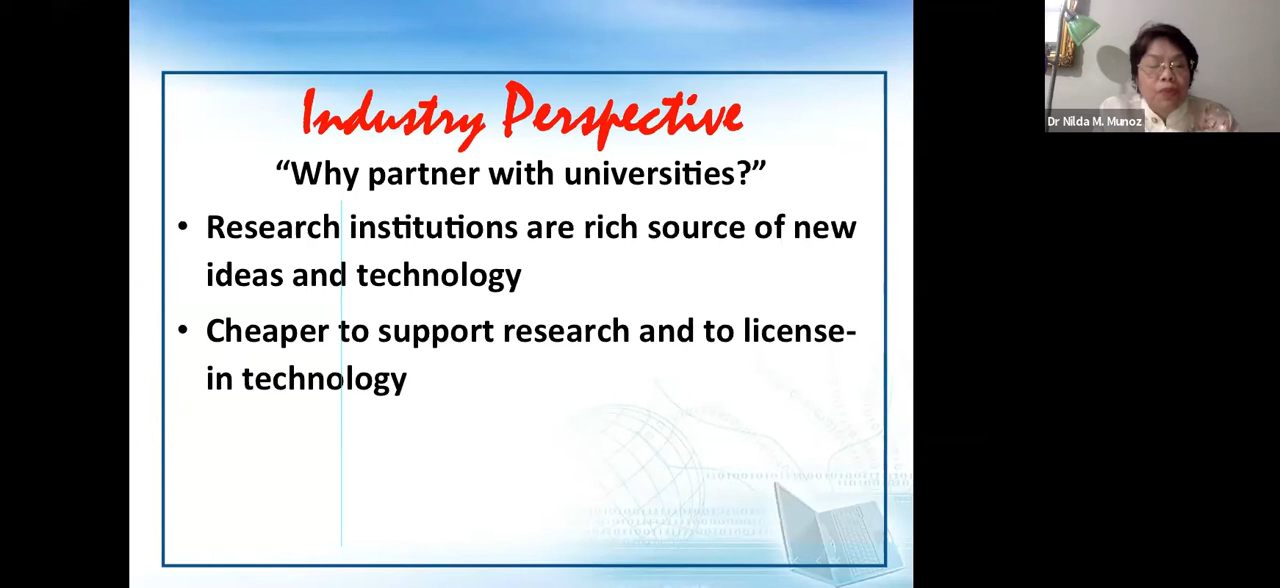 Industry Perspective
“Why partner with universities?”
• Research institutions are rich source of new
ideas and technology
• Cheaper to support research and to license-
in technology
Dr Nilda M. Munoz